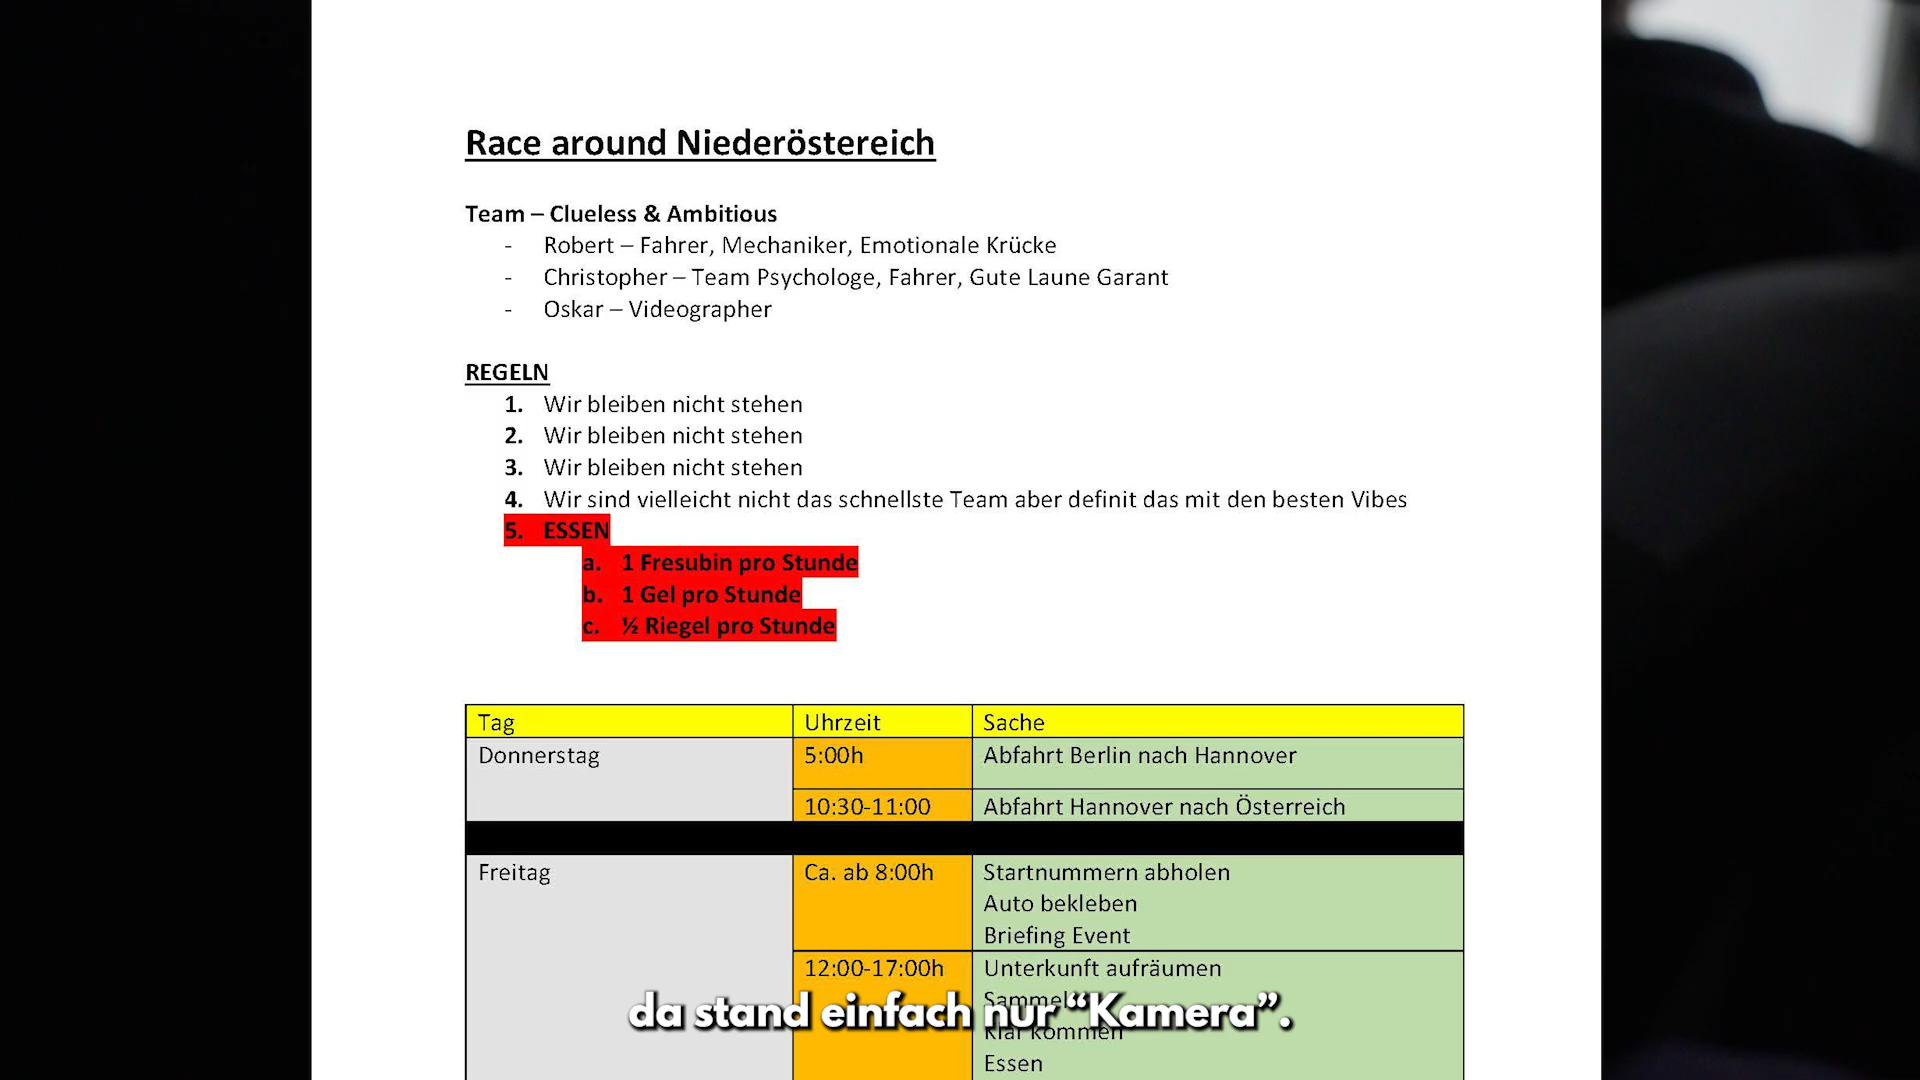 Race around Niederöstereich
Team – Clueless & Ambitious
- Robert – Fahrer, Mechaniker, Emotionale Krücke
- Christopher – Team Psychologe, Fahrer, Gute Laune Garant
- Oskar – Videographer
REGELN
1. Wir bleiben nicht stehen
2. Wir bleiben nicht stehen
3. Wir bleiben nicht stehen
4. Wir sind vielleicht nicht das schnellste Team aber definit das mit den besten Vibes
5. ESSEN
a. 1 Fresubin pro Stunde
b. 1 Gel pro Stunde
c. ½ Riegel pro Stunde
Tag Uhrzeit Sache
Donnerstag 5:00h Abfahrt Berlin nach Hannover
10:30-11:00 Abfahrt Hannover nach Österreich
Freitag Ca. ab 8:00h Startnummern abholen
Auto bekleben
Briefing Event
12:00-17:00h Unterkunft aufräumen
Klar kommen
Essen
da stand einfach nur “Kamera”.